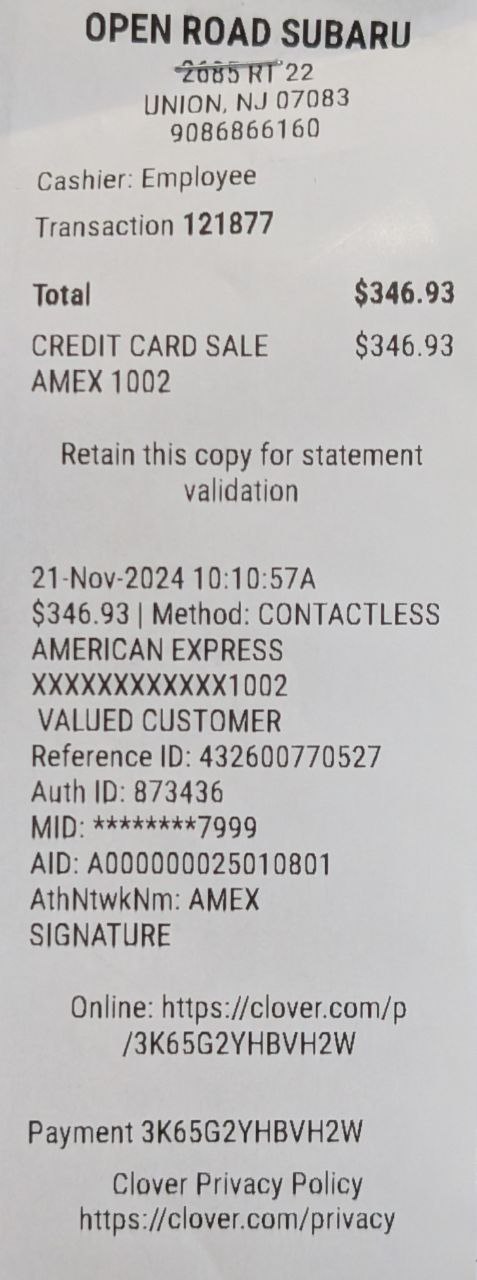 OPEN ROAD SUBARU
2685 RT 22
UNION, NJ 07083
9086866160
Cashier: Employee
Transaction 121877
Total $346.93
CREDIT CARD SALE $346.93
AMEX 1002
Retain this copy for statement
validation
21-Nov-2024 10:10:57A
$346.93 | Method: CONTACTLESS
AMERICAN EXPRESS
XXXXXXXXXXXX1002
VALUED CUSTOMER
Reference ID: 432600770527
Auth ID: 873436
MID: ********7999
AID: A000000025010801
AthNtwkNm: AMEX
SIGNATURE
Online: https://clover.com/p
/3K65G2YHBVH2W
Payment 3K65G2YHBVH2W
Clover Privacy Policy
https://clover.com/privacy